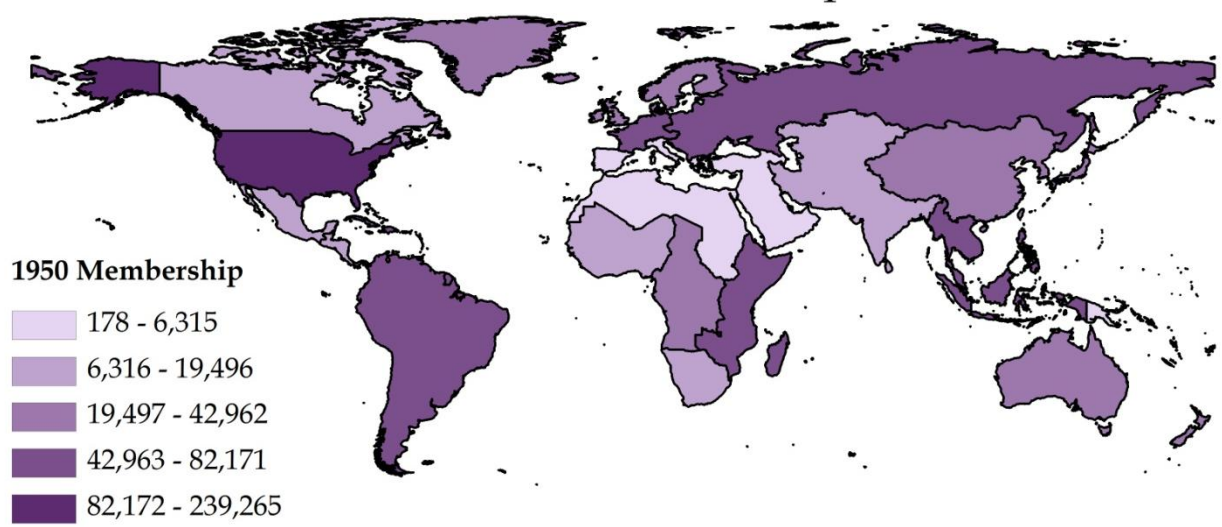 1950 Membership
178 - 6,315
6,316 - 19,496
19,497 - 42,962
42,963 - 82,171
82,172 - 239,265